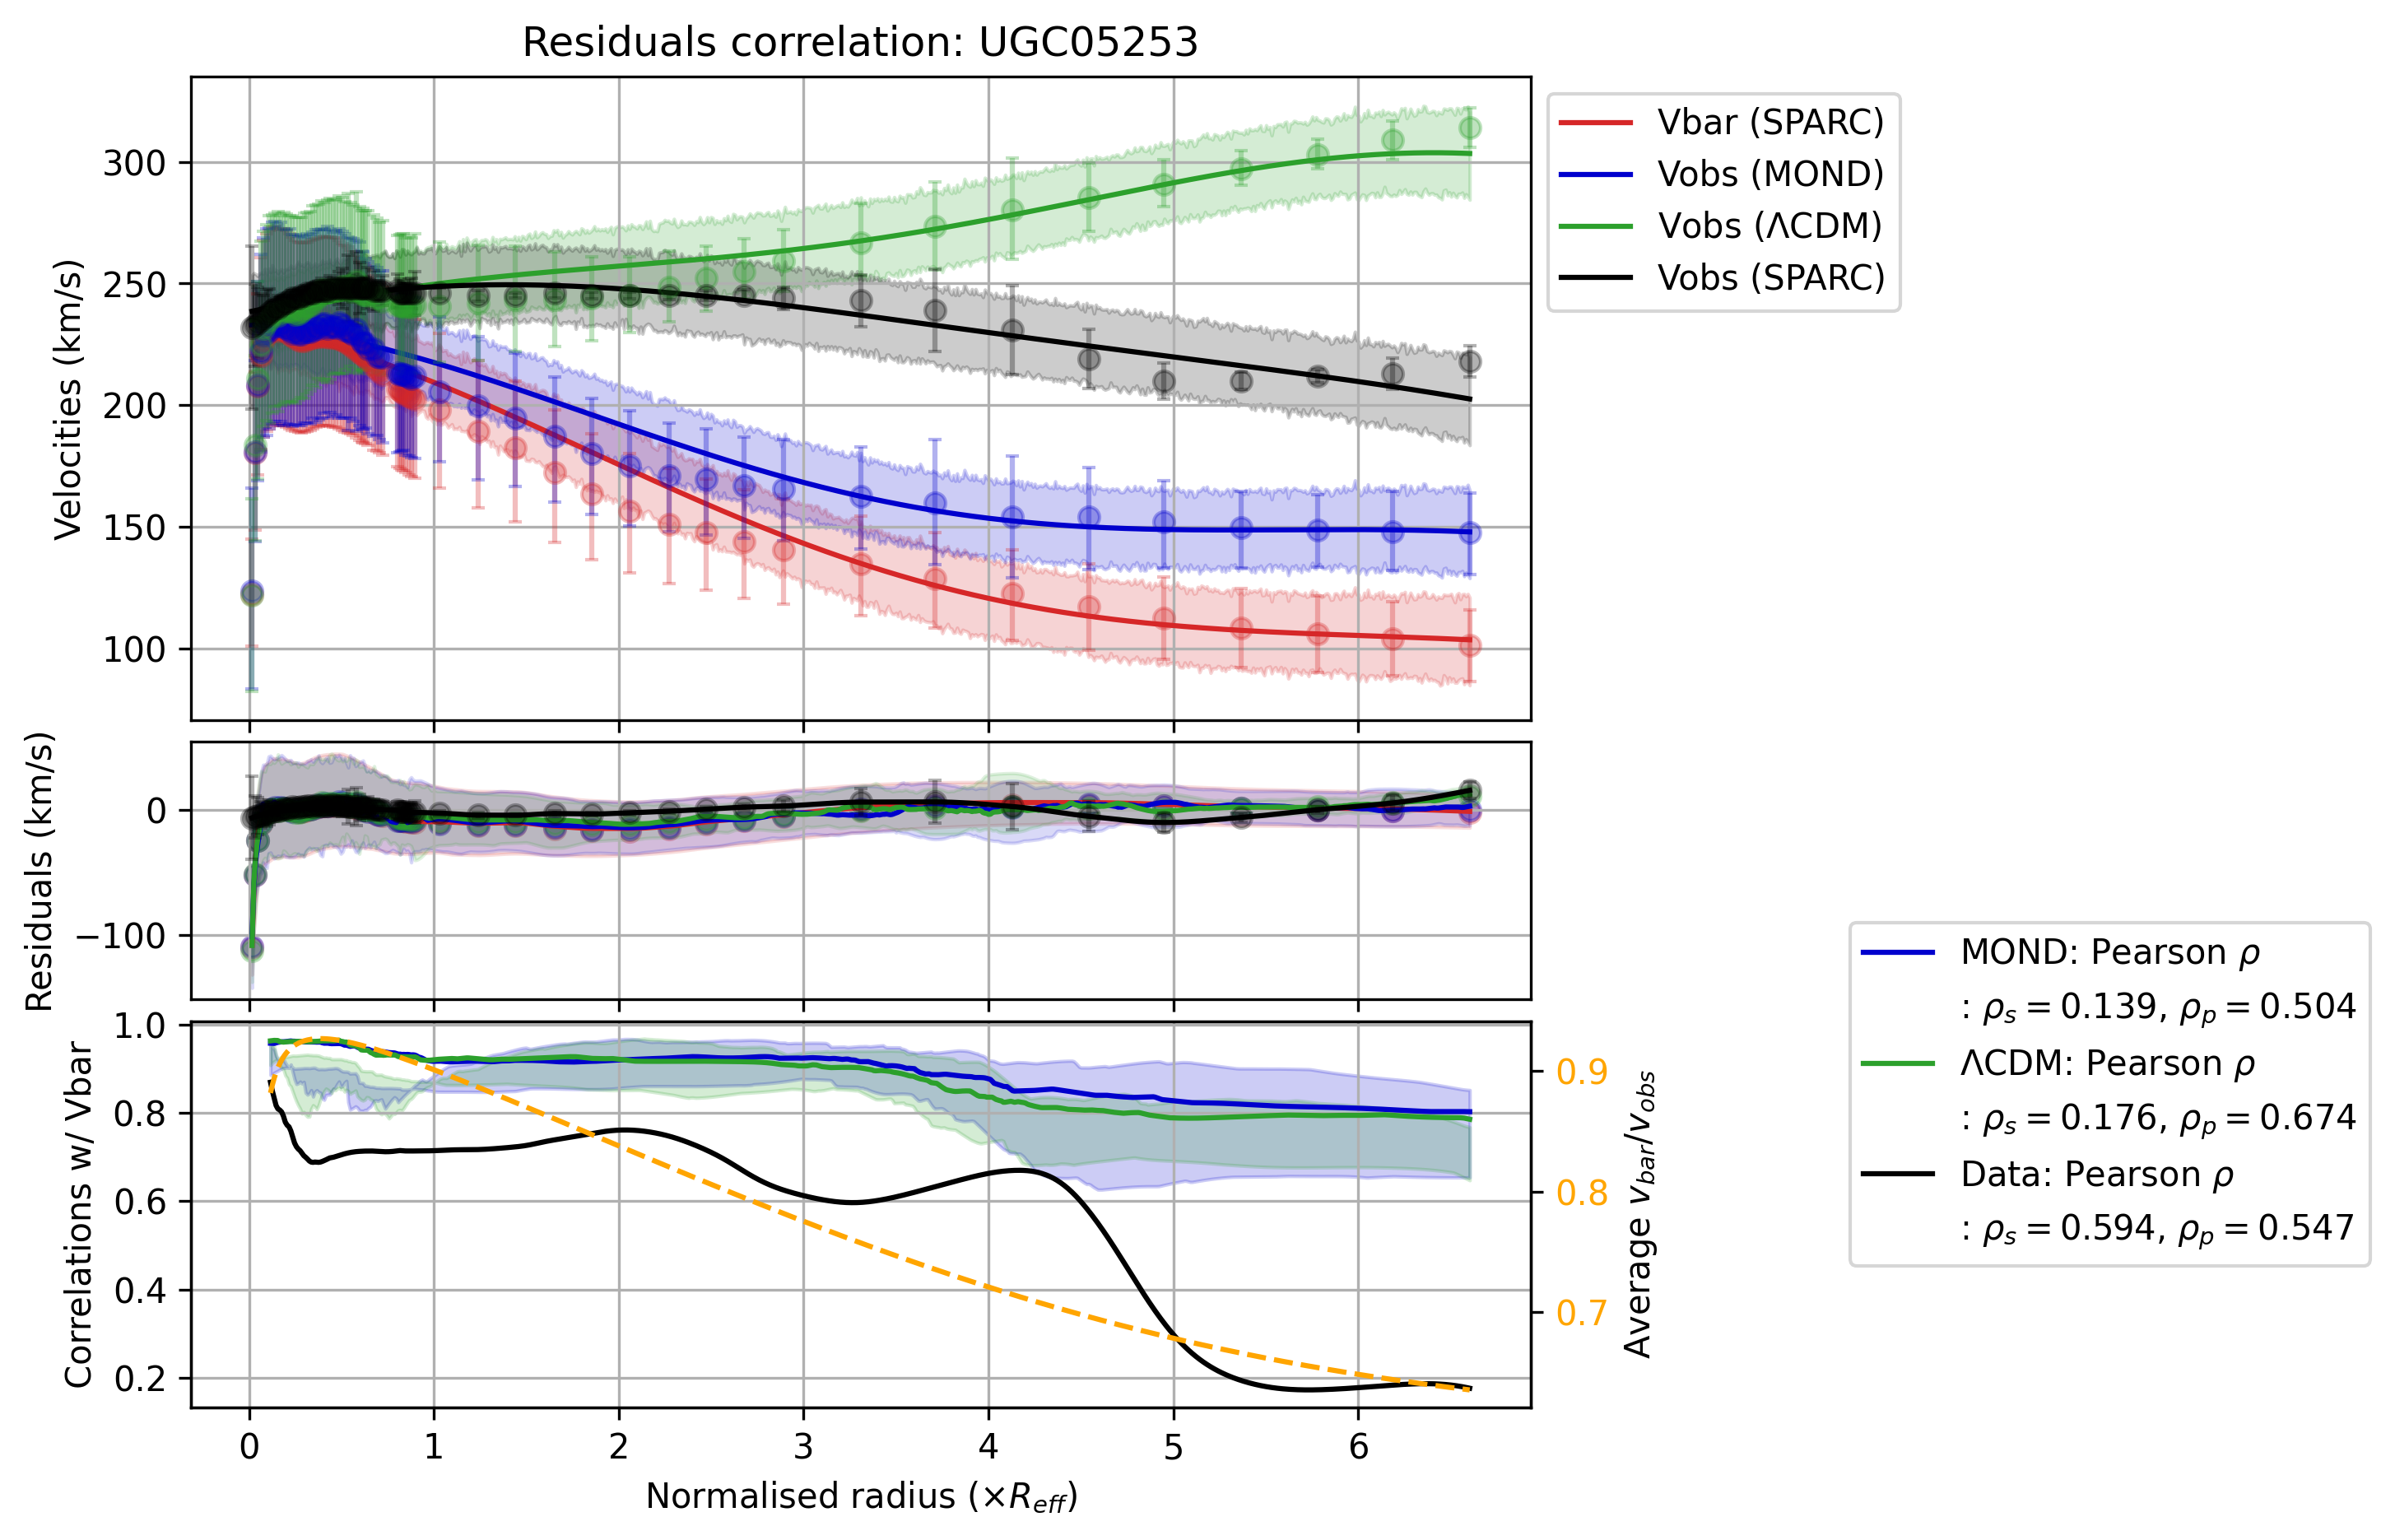 Residuals correlation: UGC05253
Velocities (km/s)
300
250
200
150
100
Vbar (SPARC)
Vobs (MOND)
Vobs (ΛCDM)
Vobs (SPARC)
Residuals (km/s)
0
−100
Correlations w/ Vbar
1.0
0.8
0.6
0.4
0.2
0.9
0.8
0.7
Average v_bar/v_obs
MOND: Pearson ρ
: ρ_s = 0.139, ρ_p = 0.504
ΛCDM: Pearson ρ
: ρ_s = 0.176, ρ_p = 0.674
Data: Pearson ρ
: ρ_s = 0.594, ρ_p = 0.547
0 1 2 3 4 5 6
Normalised radius (×R_eff)